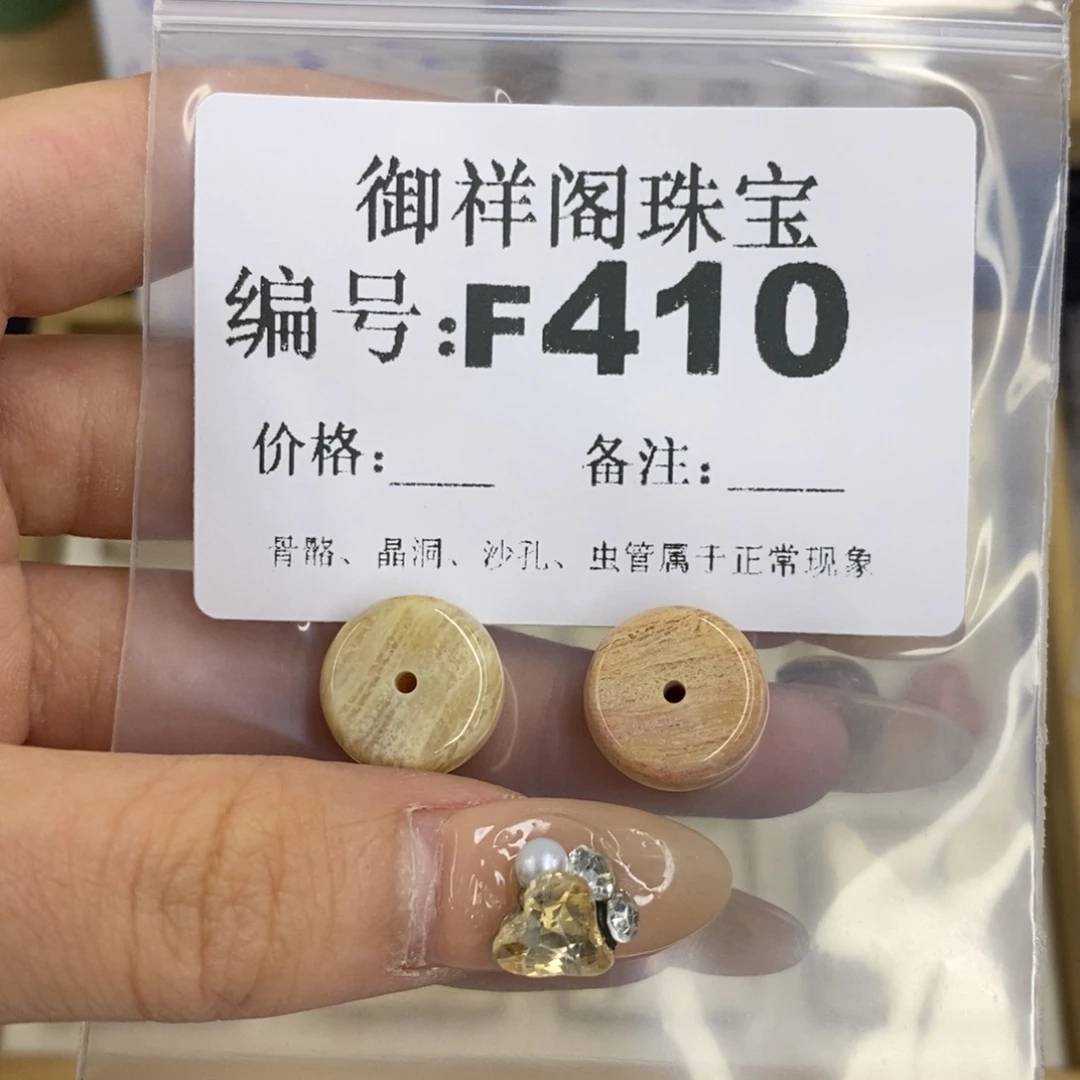 御祥阁珠宝
编号:F410
价格:____ 备注:____
骨骼、晶洞、沙孔、虫管属于正常现象